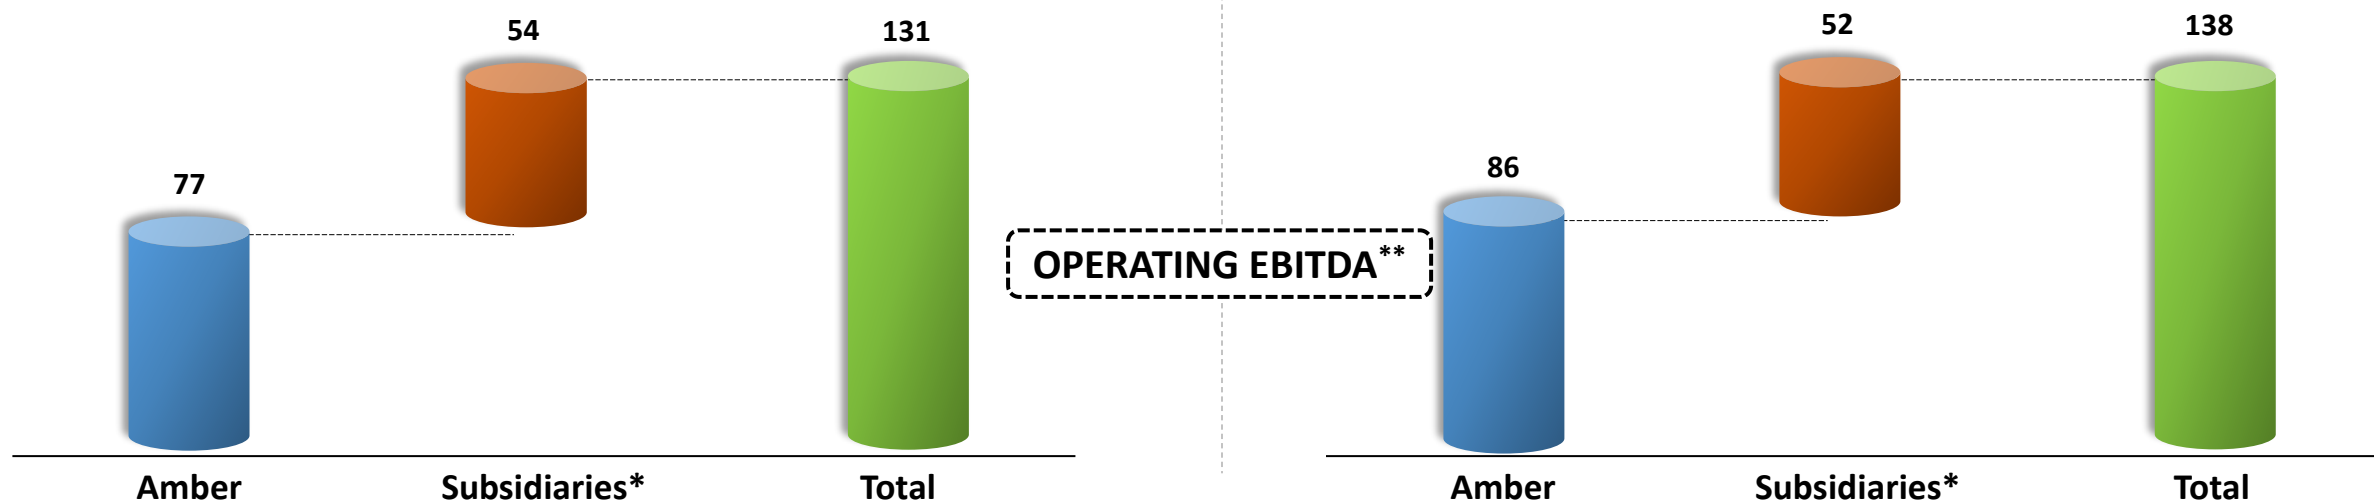 54
131
77
52
138
86
OPERATING EBITDA**
Amber
Subsidiaries*
Total
Amber
Subsidiaries*
Total